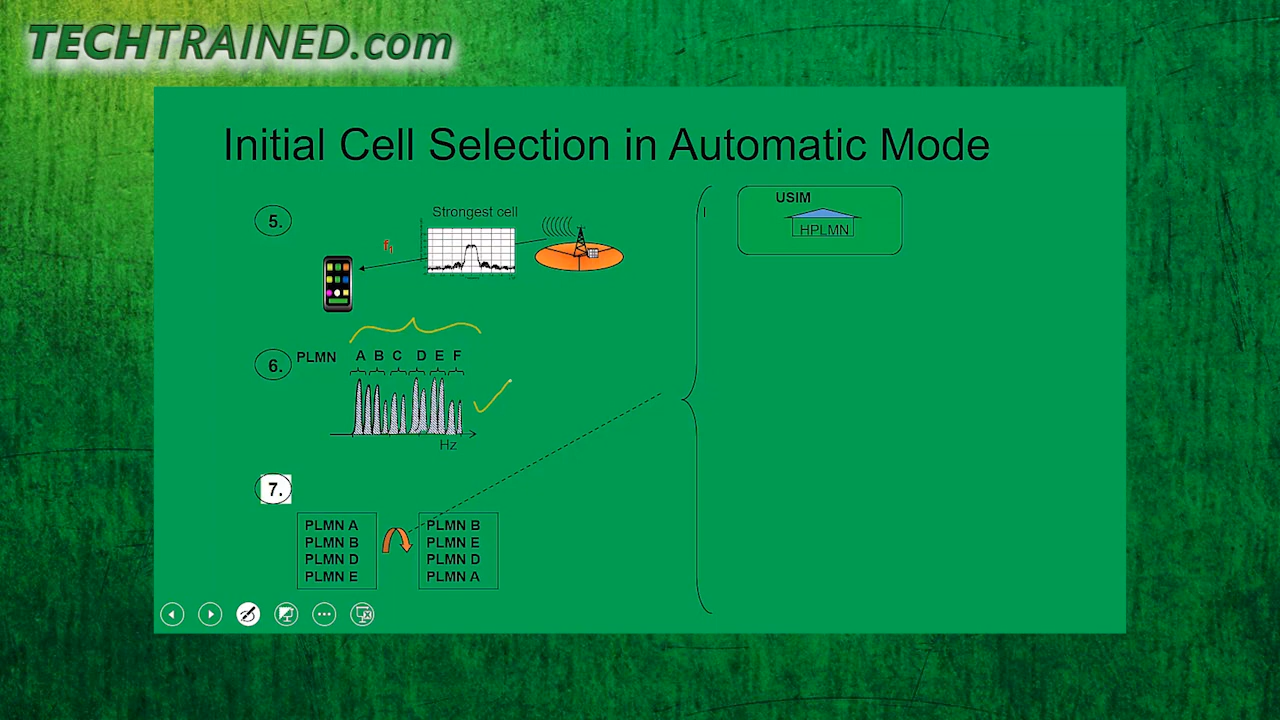 TECHTRAINED.com
Initial Cell Selection in Automatic Mode
5.
Strongest cell
f1
USIM
I
HPLMN
6.
PLMN A B C D E F
Hz
7.
PLMN A
PLMN B
PLMN D
PLMN E
PLMN B
PLMN E
PLMN D
PLMN A